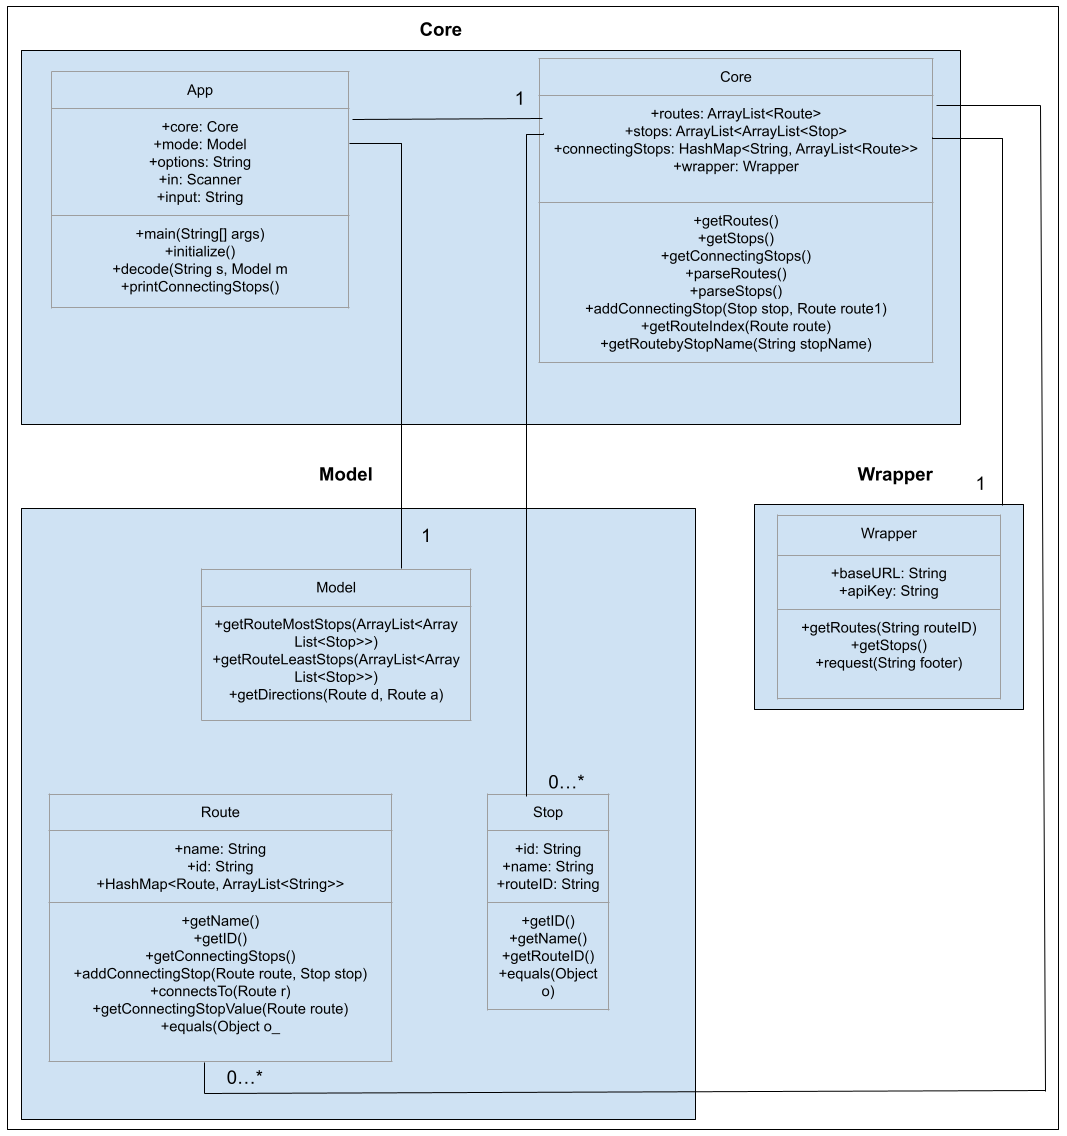 Core
App
+core: Core
+mode: Model
+options: String
+in: Scanner
+input: String
+main(String[] args)
+initialize()
+decode(String s, Model m
+printConnectingStops()
1
Core
+routes: ArrayList<Route>
+stops: ArrayList<ArrayList<Stop>
+connectingStops: HashMap<String, ArrayList<Route>>
+wrapper: Wrapper
+getRoutes()
+getStops()
+getConnectingStops()
+parseRoutes()
+parseStops()
+addConnectingStop(Stop stop, Route route1)
+getRouteIndex(Route route)
+getRoutebyStopName(String stopName)
Model
1
Model
+getRouteMostStops(ArrayList<Array
List<Stop>>)
+getRouteLeastStops(ArrayList<Array
List<Stop>>)
+getDirections(Route d, Route a)
Wrapper
1
Wrapper
+baseURL: String
+apiKey: String
+getRoutes(String routeID)
+getStops()
+request(String footer)
Route
+name: String
+id: String
+HashMap<Route, ArrayList<String>>
+getName()
+getID()
+getConnectingStops()
+addConnectingStop(Route route, Stop stop)
+connectsTo(Route r)
+getConnectingStopValue(Route route)
+equals(Object o_
0…*
0…*
Stop
+id: String
+name: String
+routeID: String
+getID()
+getName()
+getRouteID()
+equals(Object
o)